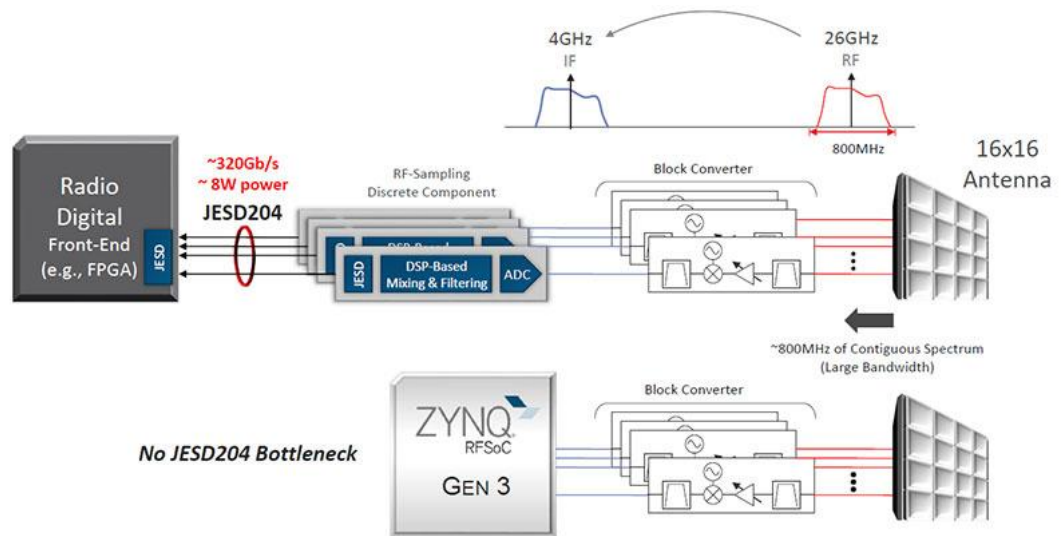 4GHz
IF
26GHz
RF
800MHz
16x16
Antenna
Radio
Digital
Front-End
(e.g., FPGA)
JESD
~320Gb/s
~ 8W power
JESD204
RF-Sampling
Discrete Component
DSP-Based
JESD
DSP-Based
Mixing & Filtering
ADC
Block Converter
~800MHz of Contiguous Spectrum
(Large Bandwidth)
No JESD204 Bottleneck
ZYNQ
RFSoC
GEN 3
Block Converter